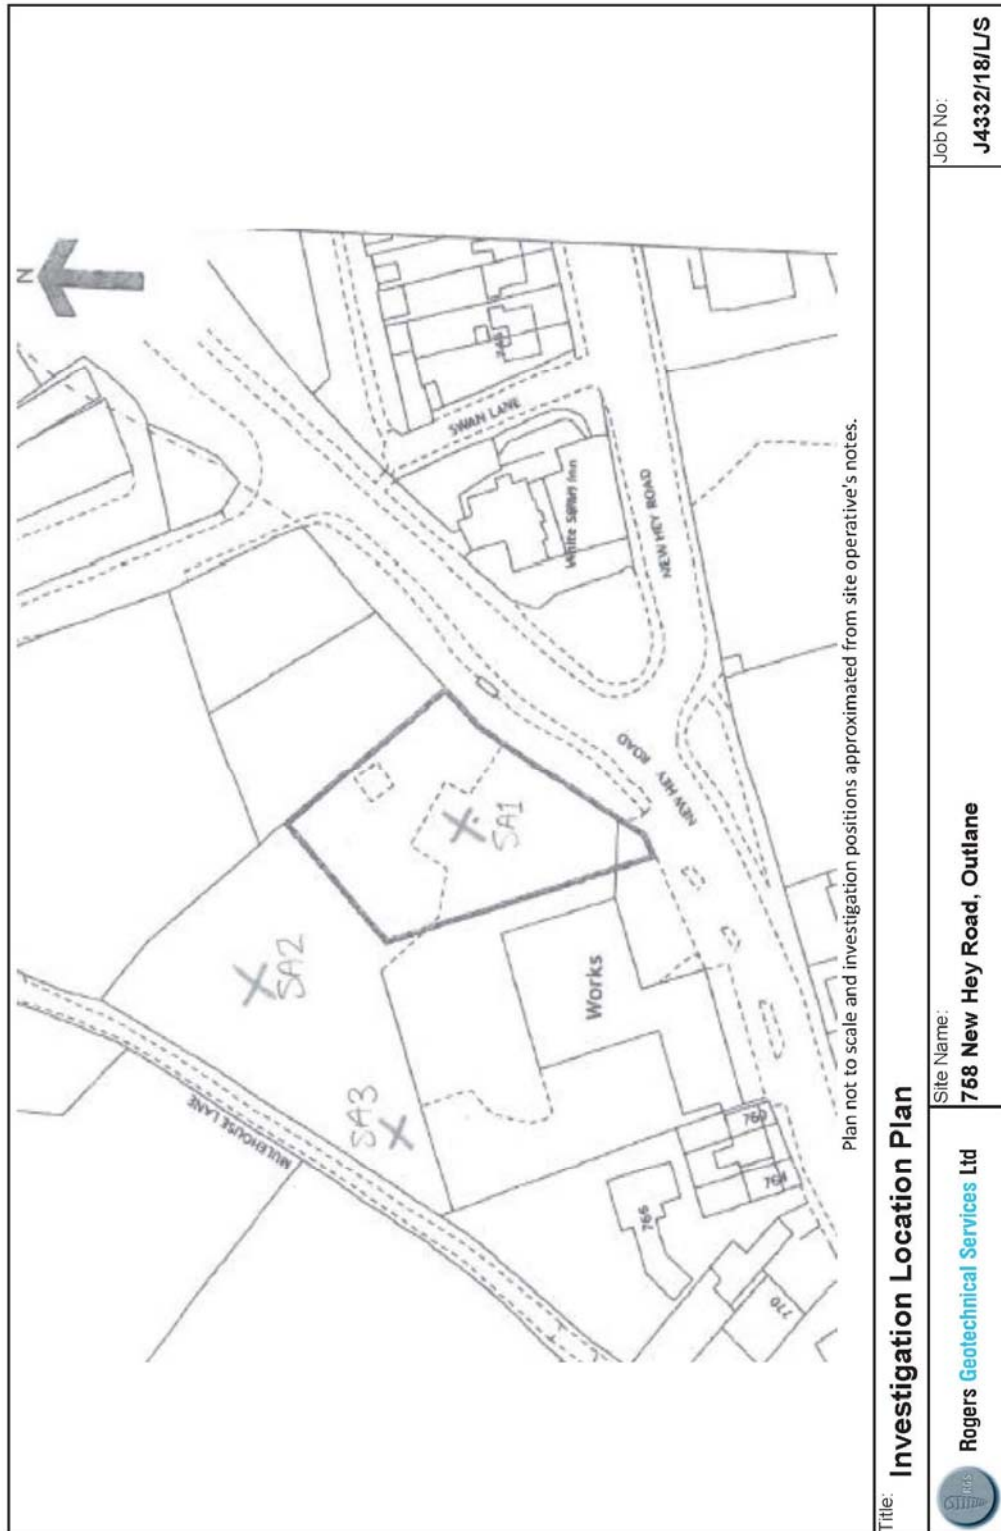 N
MULEHOUSE LANE
SA2
SA3
SA1
Works
SWAN LANE
White Inn
NEW HEY ROAD
NEW HEY ROAD
766
760
764
770
Plan not to scale and investigation positions approximated from site operative's notes.
Title: Investigation Location Plan
RGS
Rogers Geotechnical Services Ltd
Site Name:
768 New Hey Road, Outlane
Job No:
J4332/18/L/S